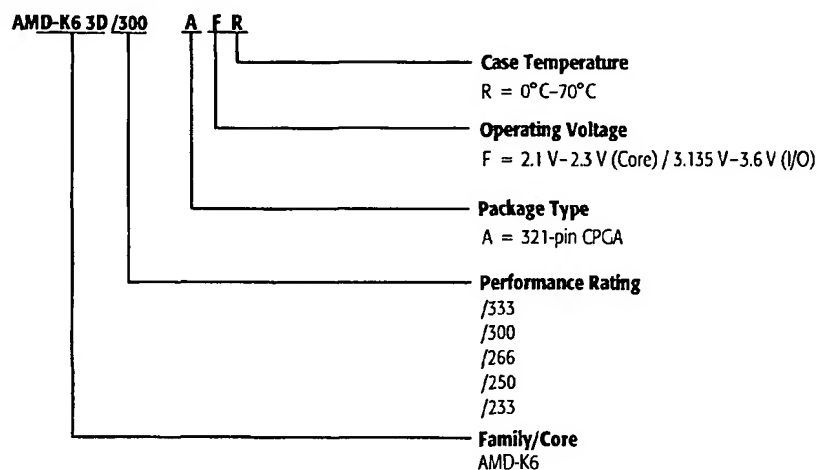 AMD-K6 3D /300 A F R
Case Temperature
R = 0°C–70°C
Operating Voltage
F = 2.1 V–2.3 V (Core) / 3.135 V–3.6 V (I/O)
Package Type
A = 321-pin CPGA
Performance Rating
/333
/300
/266
/250
/233
Family/Core
AMD-K6